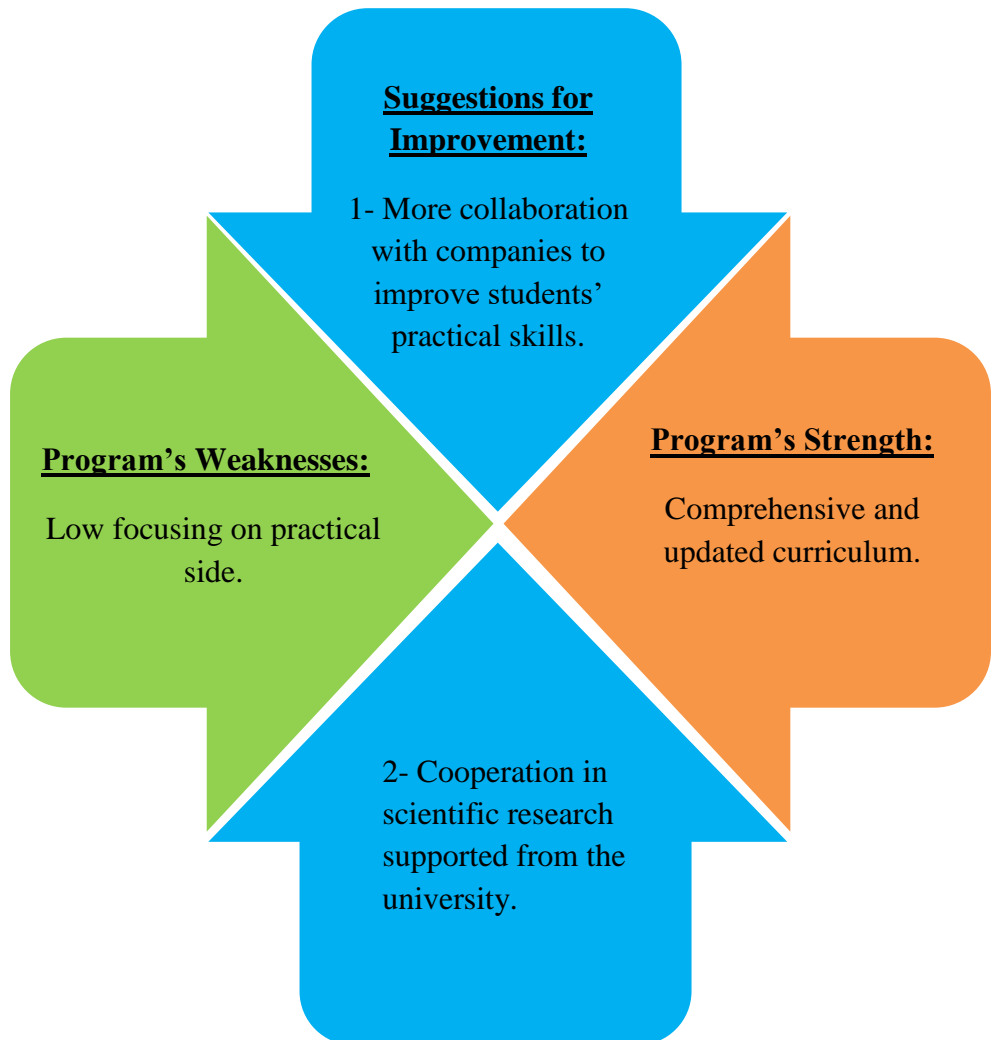 Suggestions for
Improvement:
1- More collaboration
with companies to
improve students’
practical skills.
Program’s Weaknesses:
Low focusing on practical
side.
Program’s Strength:
Comprehensive and
updated curriculum.
2- Cooperation in
scientific research
supported from the
university.